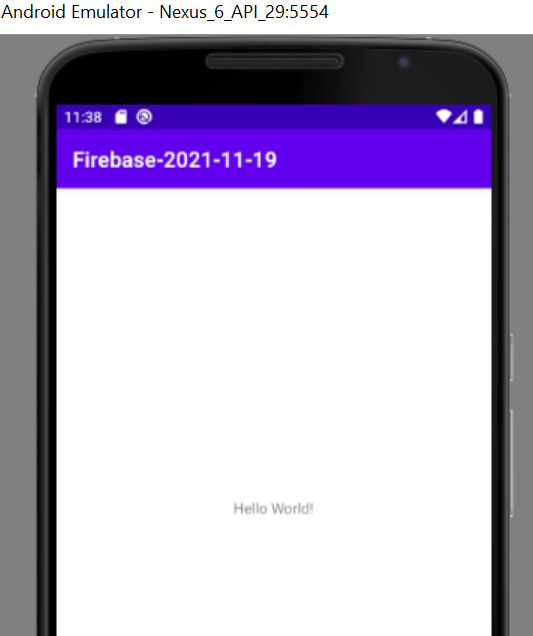 Android Emulator - Nexus_6_API_29:5554
11:38
Firebase-2021-11-19
Hello World!